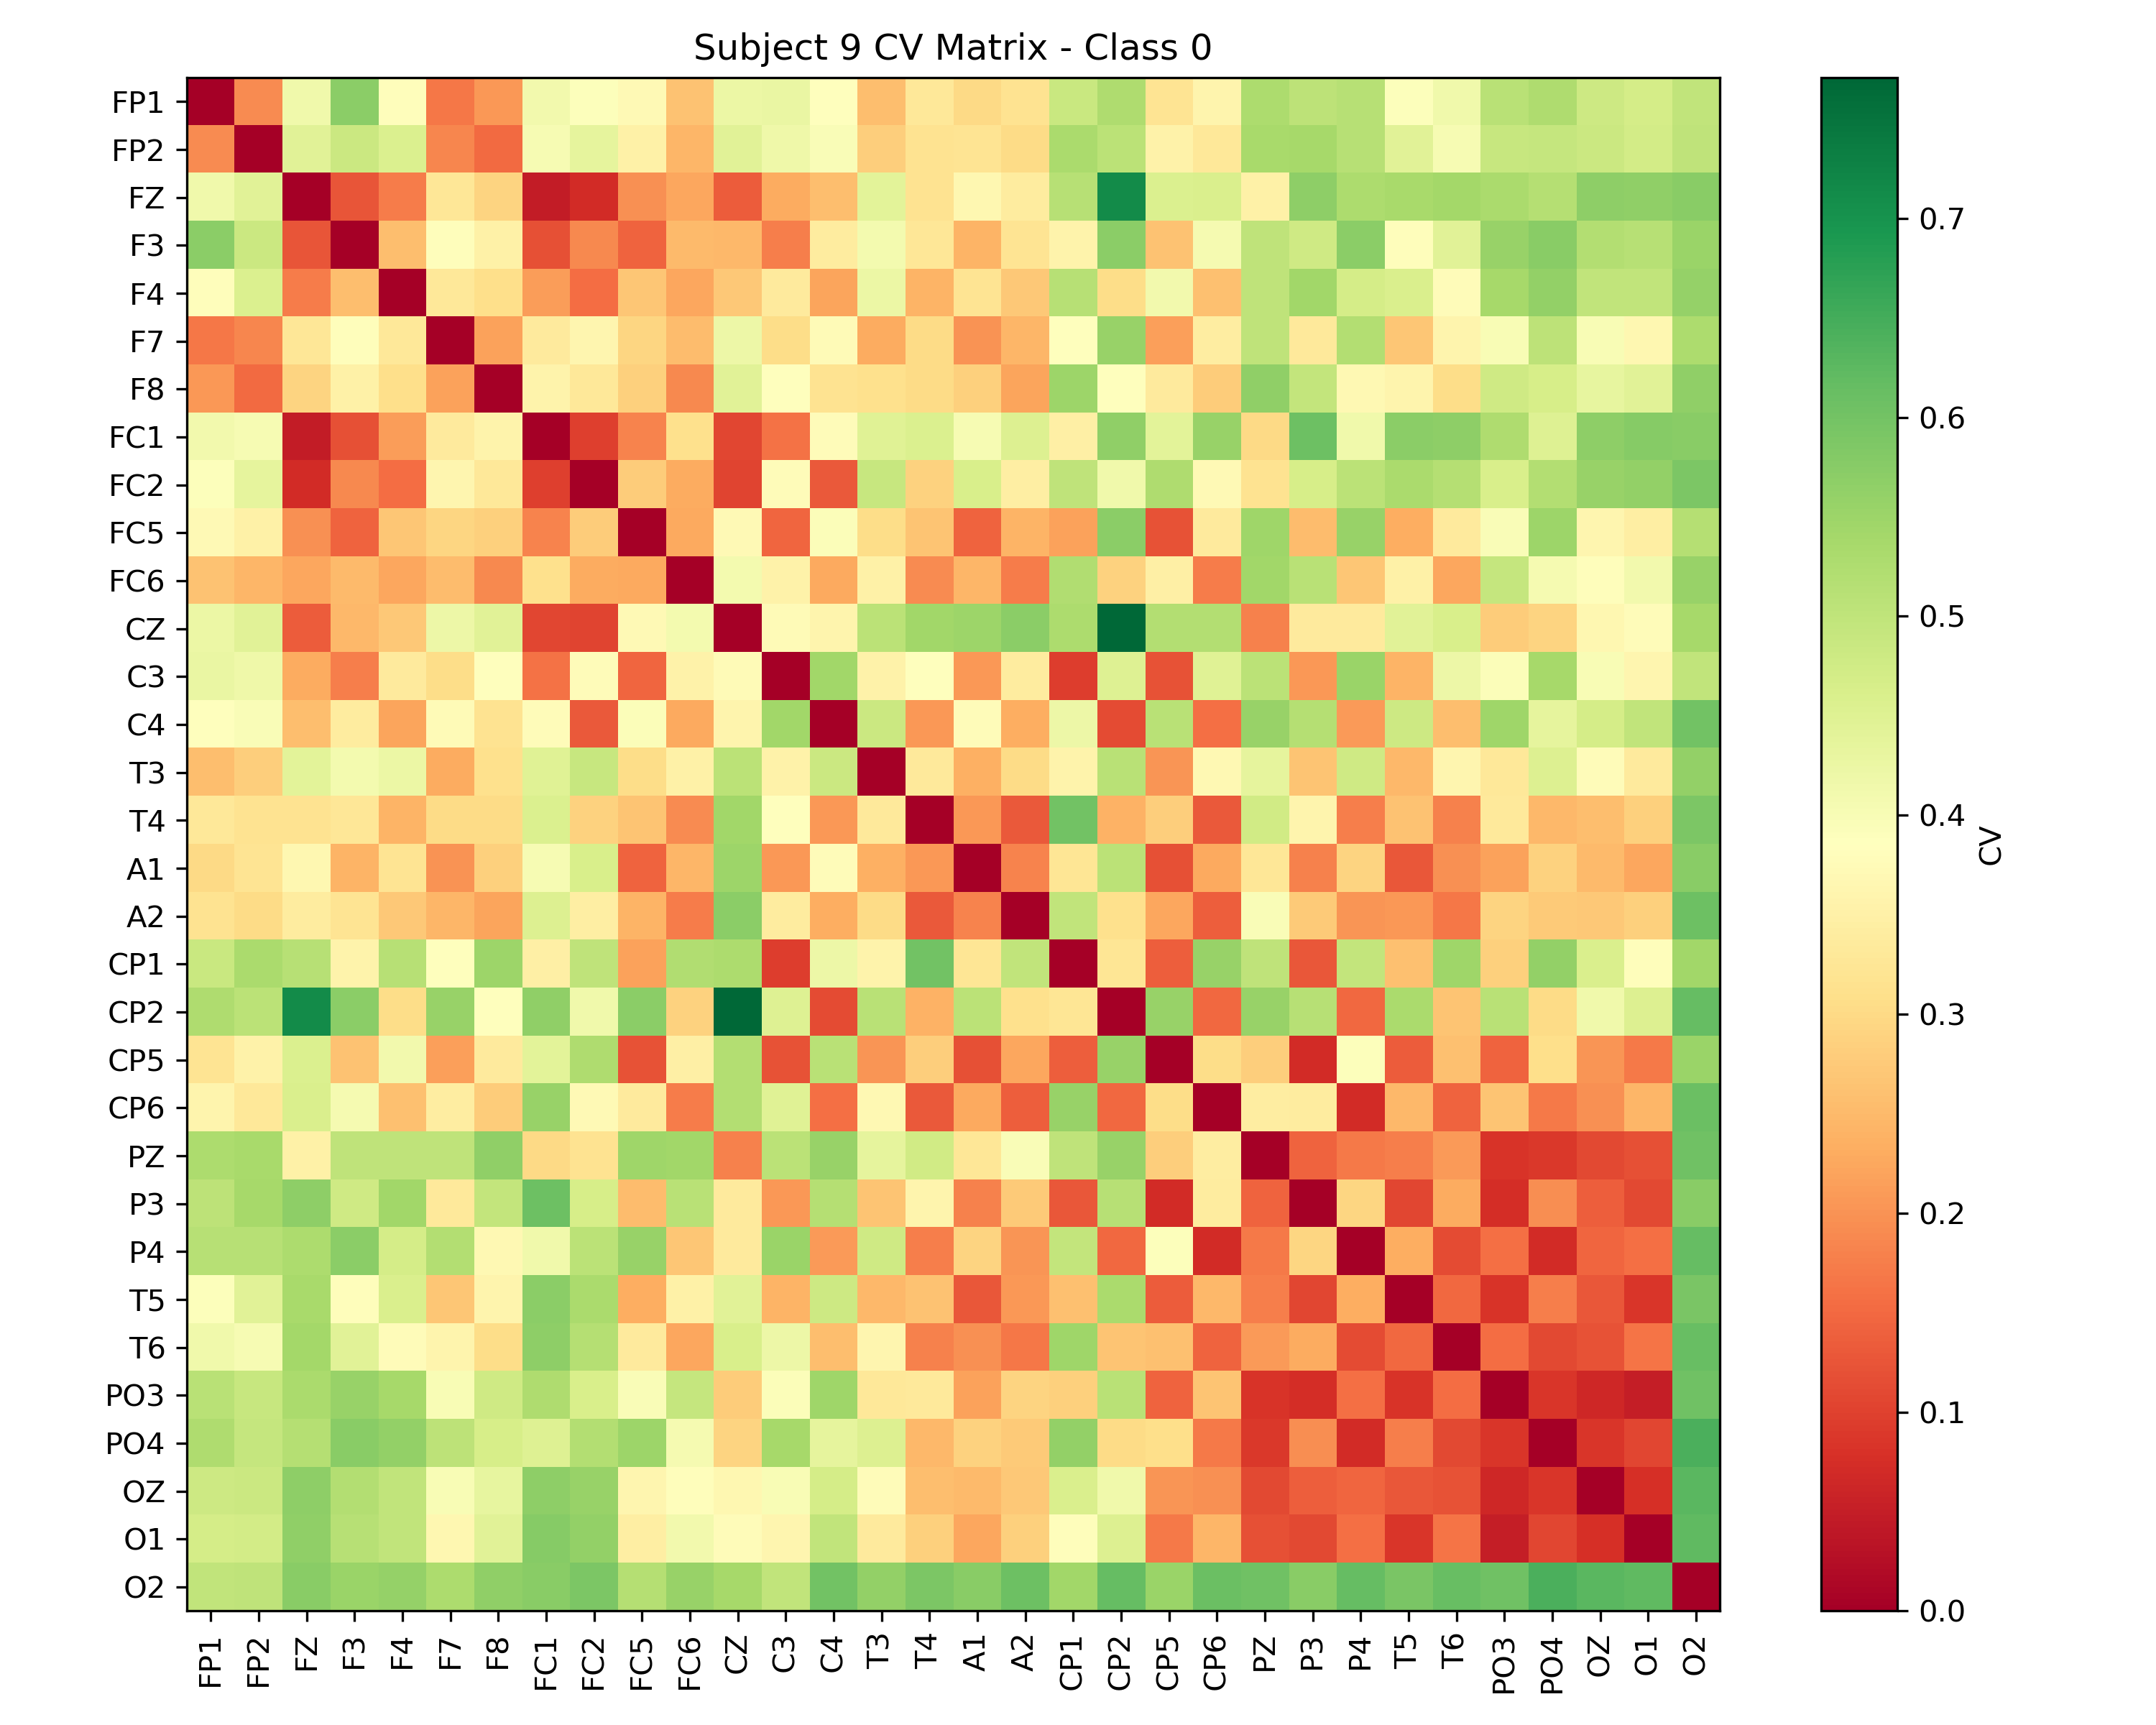 Subject 9 CV Matrix - Class 0
FP1
FP2
FZ
F3
F4
F7
F8
FC1
FC2
FC5
FC6
CZ
C3
C4
T3
T4
A1
A2
CP1
CP2
CP5
CP6
PZ
P3
P4
T5
T6
PO3
PO4
OZ
O1
O2
FP1 FP2 FZ F3 F4 F7 F8 FC1 FC2 FC5 FC6 CZ C3 C4 T3 T4 A1 A2 CP1 CP2 CP5 CP6 PZ P3 P4 T5 T6 PO3 PO4 OZ O1 O2
0.7
0.6
0.5
0.4
0.3
0.2
0.1
0.0
CV